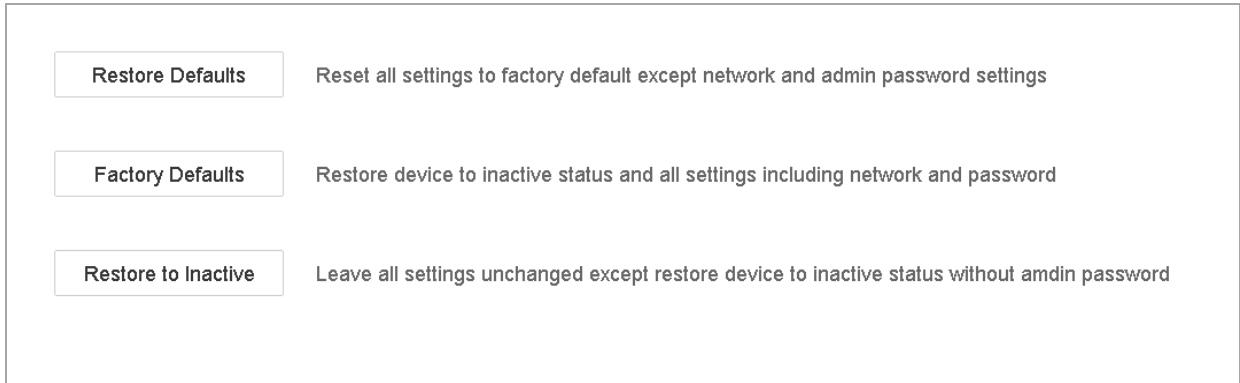 Restore Defaults Reset all settings to factory default except network and admin password settings
Factory Defaults Restore device to inactive status and all settings including network and password
Restore to Inactive Leave all settings unchanged except restore device to inactive status without amdin password